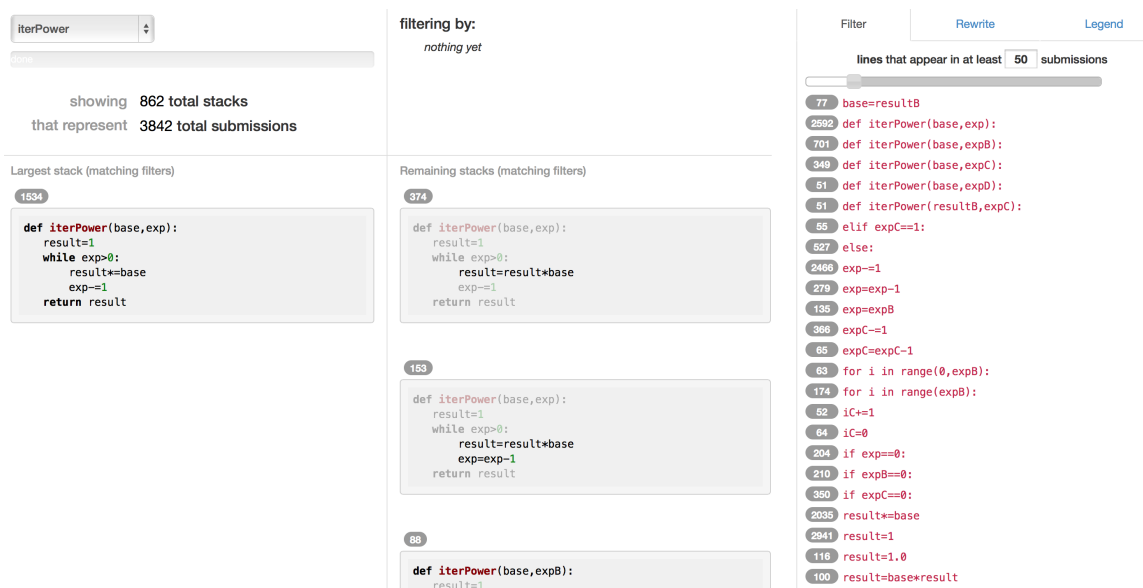 iterPower
done
showing 862 total stacks
that represent 3842 total submissions
Largest stack (matching filters)
1534
def iterPower(base,exp):
result=1
while exp>0:
result*=base
exp-=1
return result
filtering by:
nothing yet
Remaining stacks (matching filters)
374
def iterPower(base,exp):
result=1
while exp>0:
result=result*base
exp-=1
return result
153
def iterPower(base,exp):
result=1
while exp>0:
result=result*base
exp=exp-1
return result
88
def iterPower(base,expB):
result=1
Filter Rewrite Legend
lines that appear in at least 50 submissions
77 base=resultB
2592 def iterPower(base,exp):
701 def iterPower(base,expB):
349 def iterPower(base,expC):
51 def iterPower(base,expD):
51 def iterPower(resultB,expC):
55 elif expC==1:
527 else:
2466 exp-=1
279 exp=exp-1
135 exp=expB
366 expC-=1
65 expC=expC-1
63 for i in range(0,expB):
174 for i in range(expB):
52 iC+=1
64 iC=0
204 if exp==0:
210 if expB==0:
350 if expC==0:
2035 result*=base
2941 result=1
116 result=1.0
100 result=base*result